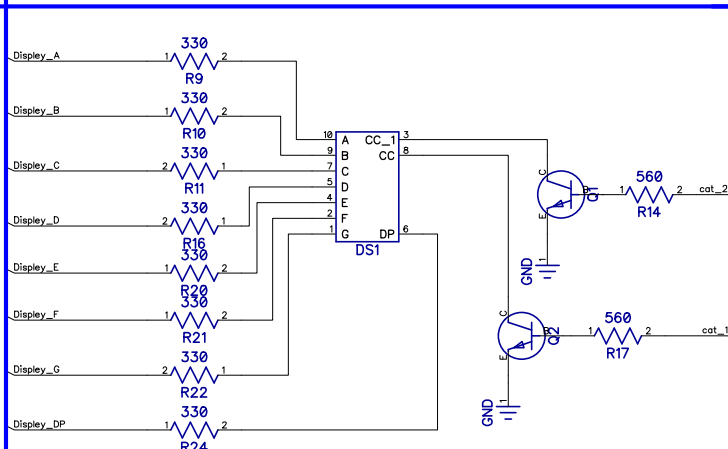 Displey_A 1 330 2
R9
Displey_B 1 330 2
R10
Displey_C 2 330 1
R11
Displey_D 2 330 1
R16
Displey_E 1 330 2
R20
Displey_F 1 330 2
R21
Displey_G 2 330 1
R22
Displey_DP 1 330 2
R24
10 A CC_1 3
9 B CC 8
7 C
5 D
4 E
2 F
1 G DP 6
DS1
C B E Q1
1 560 2 cat_2
R14
1 GND
C B E Q2
1 560 2 cat_1
R17
1 GND